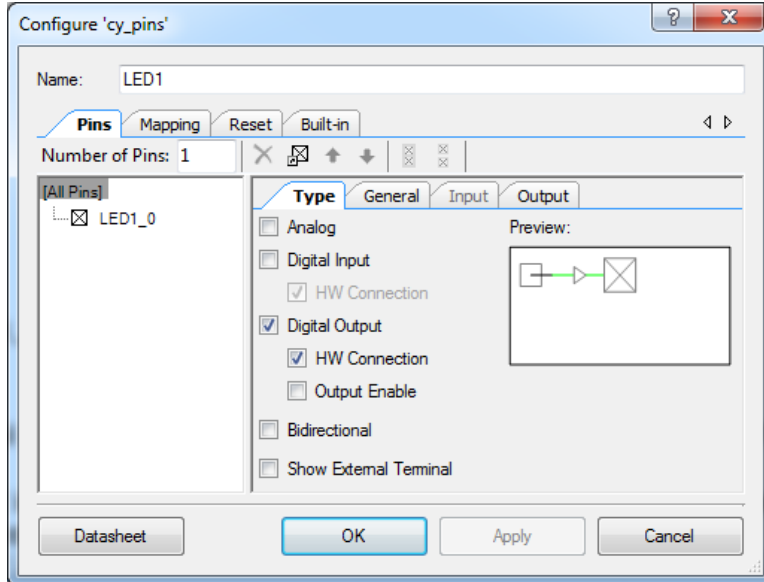 Configure 'cy_pins'
Name: LED1
Pins Mapping Reset Built-in
Number of Pins: 1
[All Pins]
LED1_0
Type General Input Output
Analog
Preview:
Digital Input
HW Connection
Digital Output
HW Connection
Output Enable
Bidirectional
Show External Terminal
Datasheet OK Apply Cancel